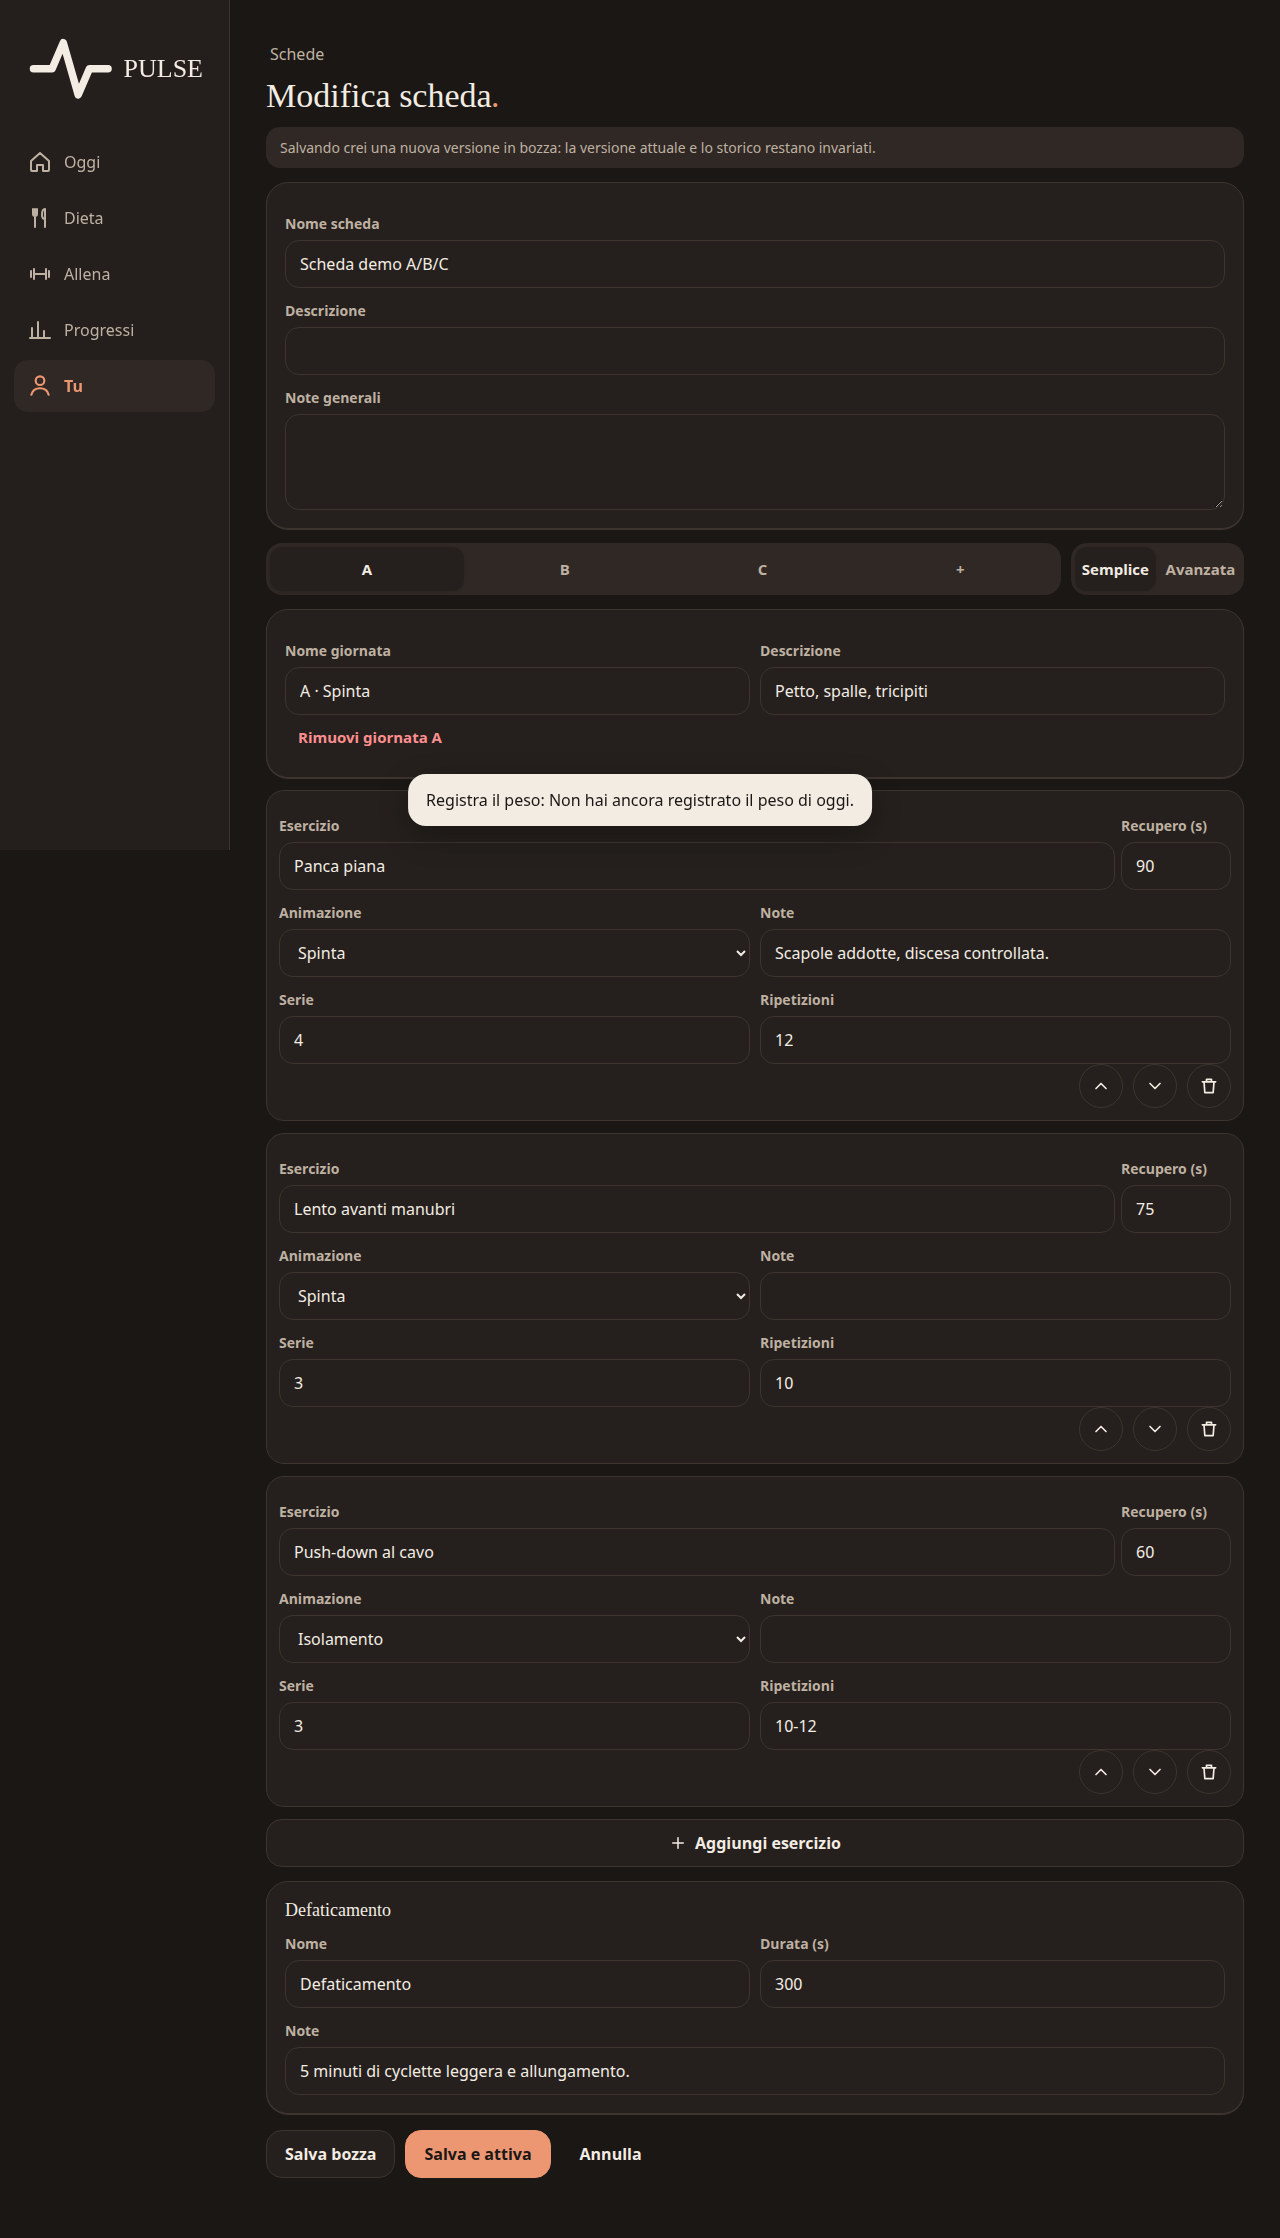 PULSE
Oggi
Dieta
Allena
Progressi
Tu
Schede
Modifica scheda.
Salvando crei una nuova versione in bozza: la versione attuale e lo storico restano invariati.
Nome scheda
Scheda demo A/B/C
Descrizione
Note generali
A B C +
Semplice Avanzata
Nome giornata Descrizione
A · Spinta Petto, spalle, tricipiti
Rimuovi giornata A
Registra il peso: Non hai ancora registrato il peso di oggi.
Esercizio Recupero (s)
Panca piana 90
Animazione Note
Spinta Scapole addotte, discesa controllata.
Serie Ripetizioni
4 12
Esercizio Recupero (s)
Lento avanti manubri 75
Animazione Note
Spinta
Serie Ripetizioni
3 10
Esercizio Recupero (s)
Push-down al cavo 60
Animazione Note
Isolamento
Serie Ripetizioni
3 10-12
+ Aggiungi esercizio
Defaticamento
Nome Durata (s)
Defaticamento 300
Note
5 minuti di cyclette leggera e allungamento.
Salva bozza Salva e attiva Annulla